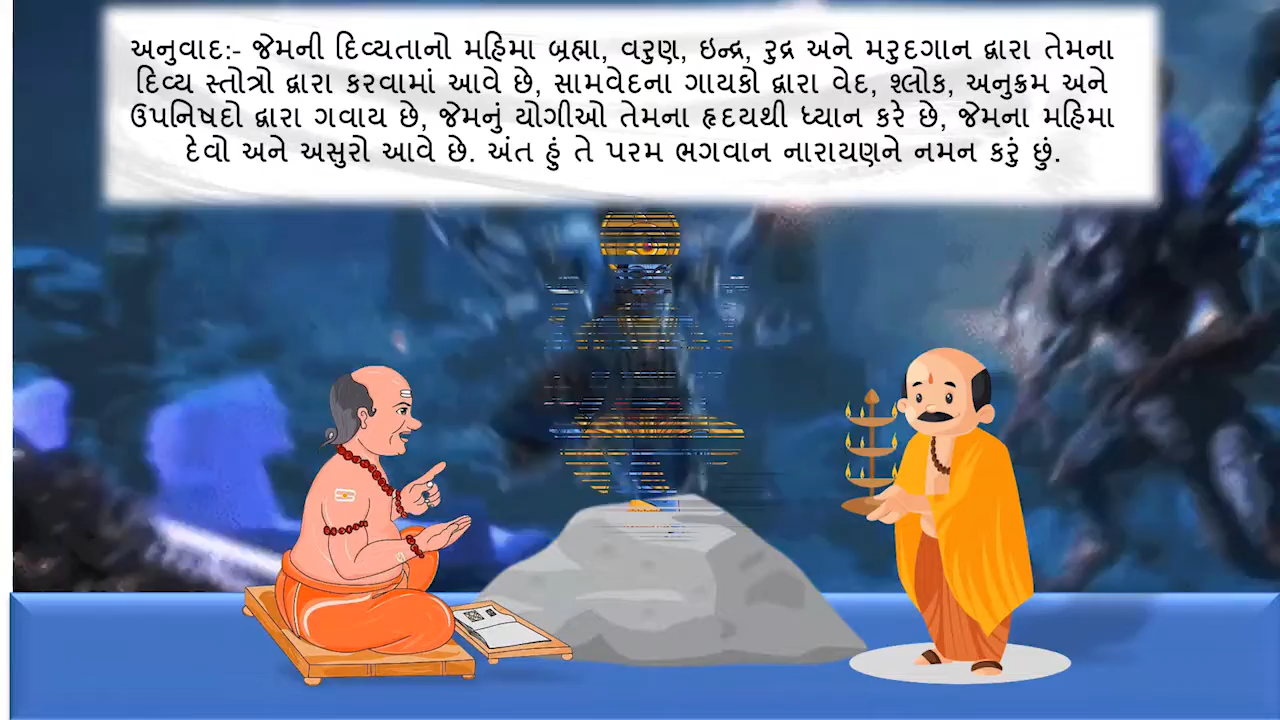 અનુવાદ:- જેમની દિવ્યતાનો મહિમા બ્રહ્મા, વરુણ, ઇન્દ્ર, રુદ્ર અને મરુદગાન દ્વારા તેમના
દિવ્ય સ્તોત્રો દ્વારા કરવામાં આવે છે, સામવેદના ગાયકો દ્વારા વેદ, શ્લોક, અનુક્રમ અને
ઉપનિષદો દ્વારા ગવાય છે, જેમનું યોગીઓ તેમના હૃદયથી ધ્યાન કરે છે, જેમના મહિમા
દેવો અને અસુરો આવે છે. અંત હું તે પરમ ભગવાન નારાયણને નમન કરું છું.